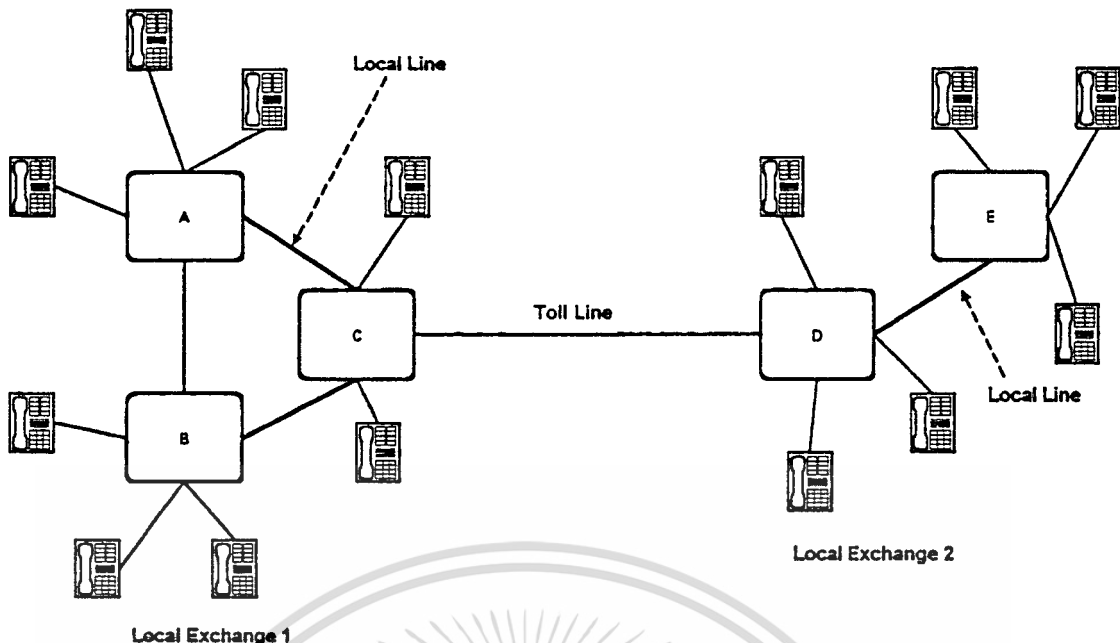 Local Line
A
E
C
Toll Line
D
Local Line
B
Local Exchange 2
Local Exchange 1